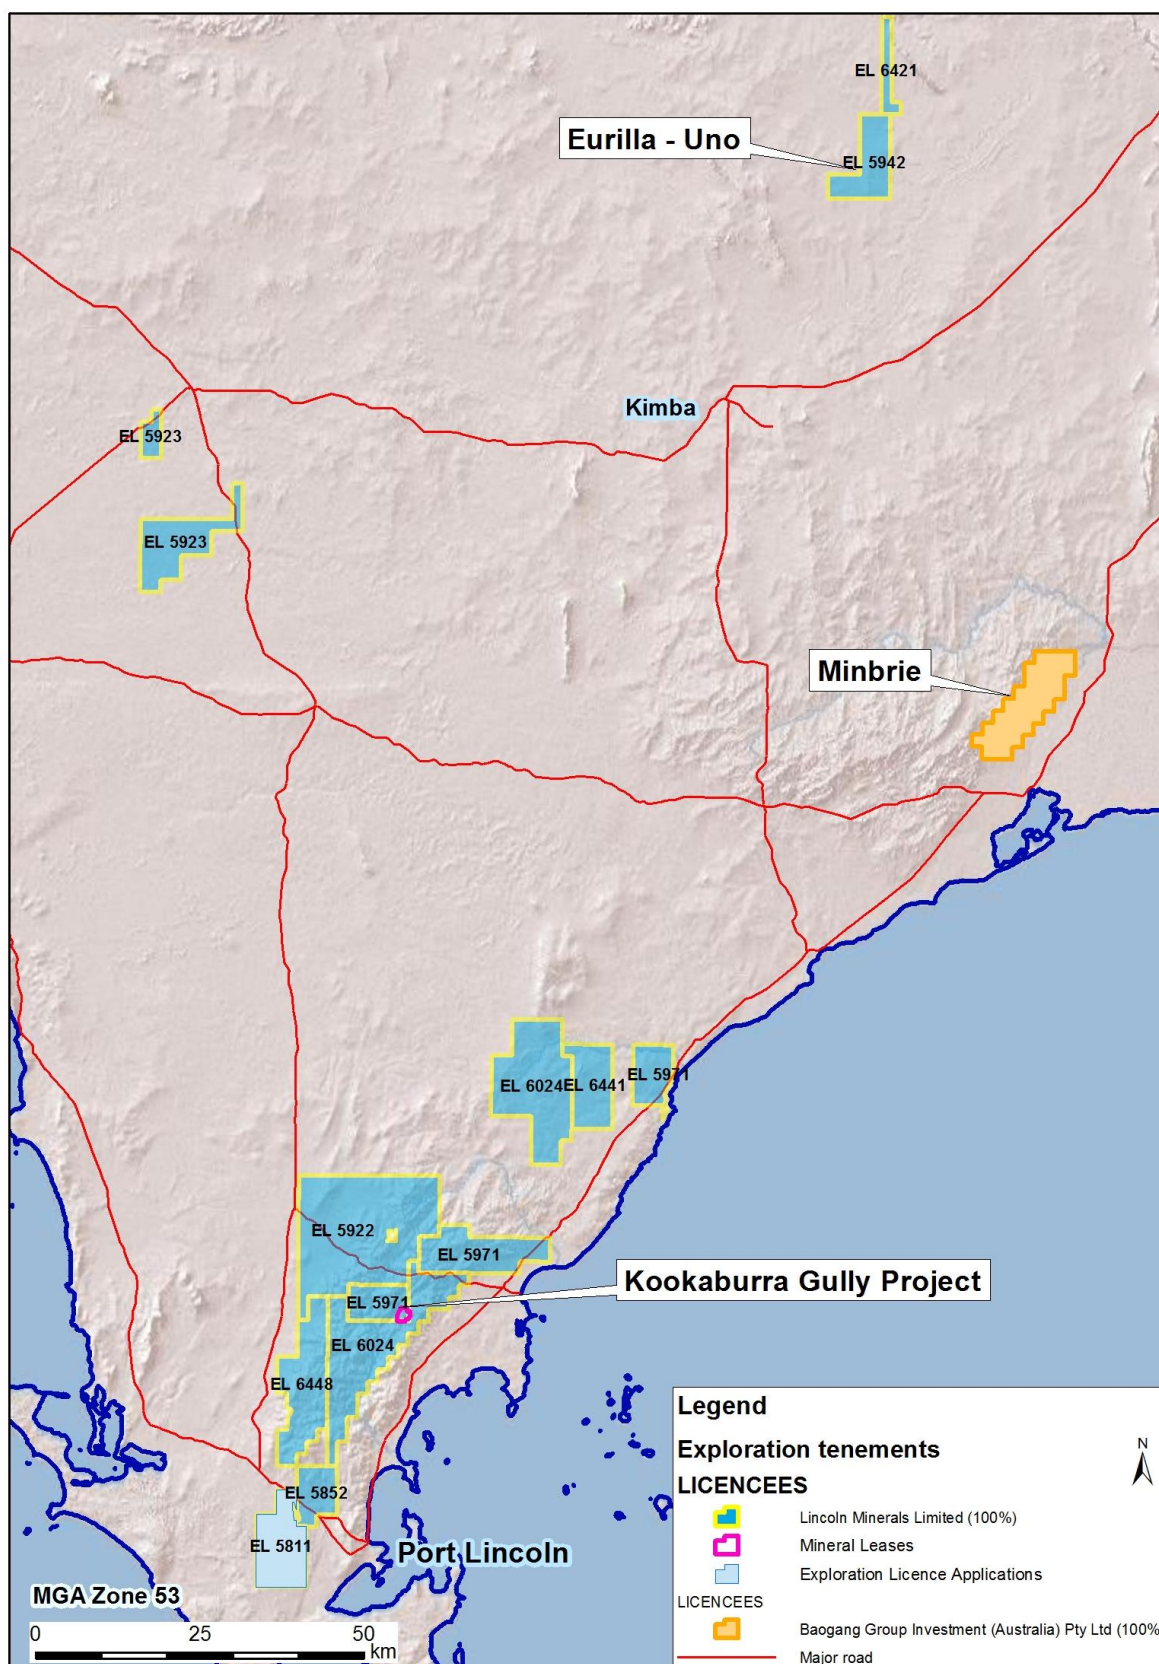 EL 6421
Eurilla - Uno
EL 5942
Kimba
EL 5923
EL 5923
Minbrie
EL 6024
EL 6441
EL 5971
EL 5922
EL 5971
Kookaburra Gully Project
EL 5971
EL 6024
EL 6448
EL 5852
EL 5811
Port Lincoln
MGA Zone 53
0 25 50
km
Legend
Exploration tenements
N
LICENCEES
Lincoln Minerals Limited (100%)
Mineral Leases
Exploration Licence Applications
LICENCEES
Baogang Group Investment (Australia) Pty Ltd (100%
Major road